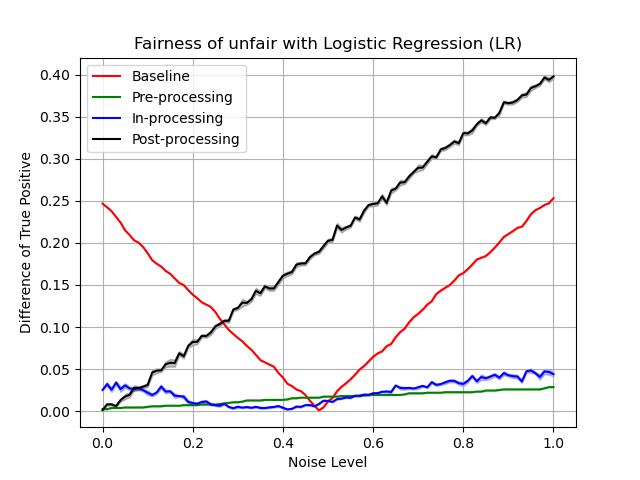 Fairness of unfair with Logistic Regression (LR)
Baseline
Pre-processing
In-processing
Post-processing
Difference of True Positive
0.40
0.35
0.30
0.25
0.20
0.15
0.10
0.05
0.00
0.0 0.2 0.4 0.6 0.8 1.0
Noise Level